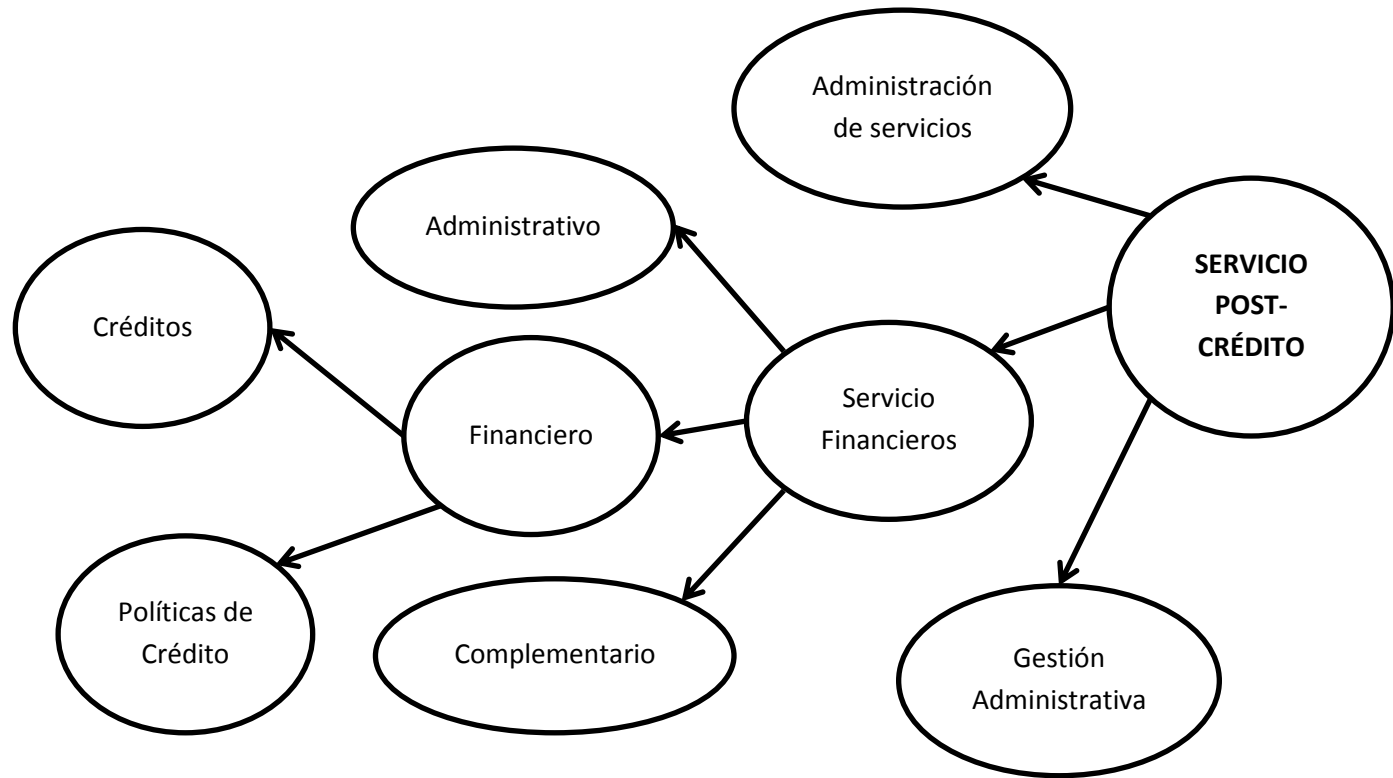 Administración
de servicios
Administrativo
SERVICIO
POST-
CRÉDITO
Créditos
Servicio
Financieros
Financiero
Políticas de
Crédito
Complementario
Gestión
Administrativa